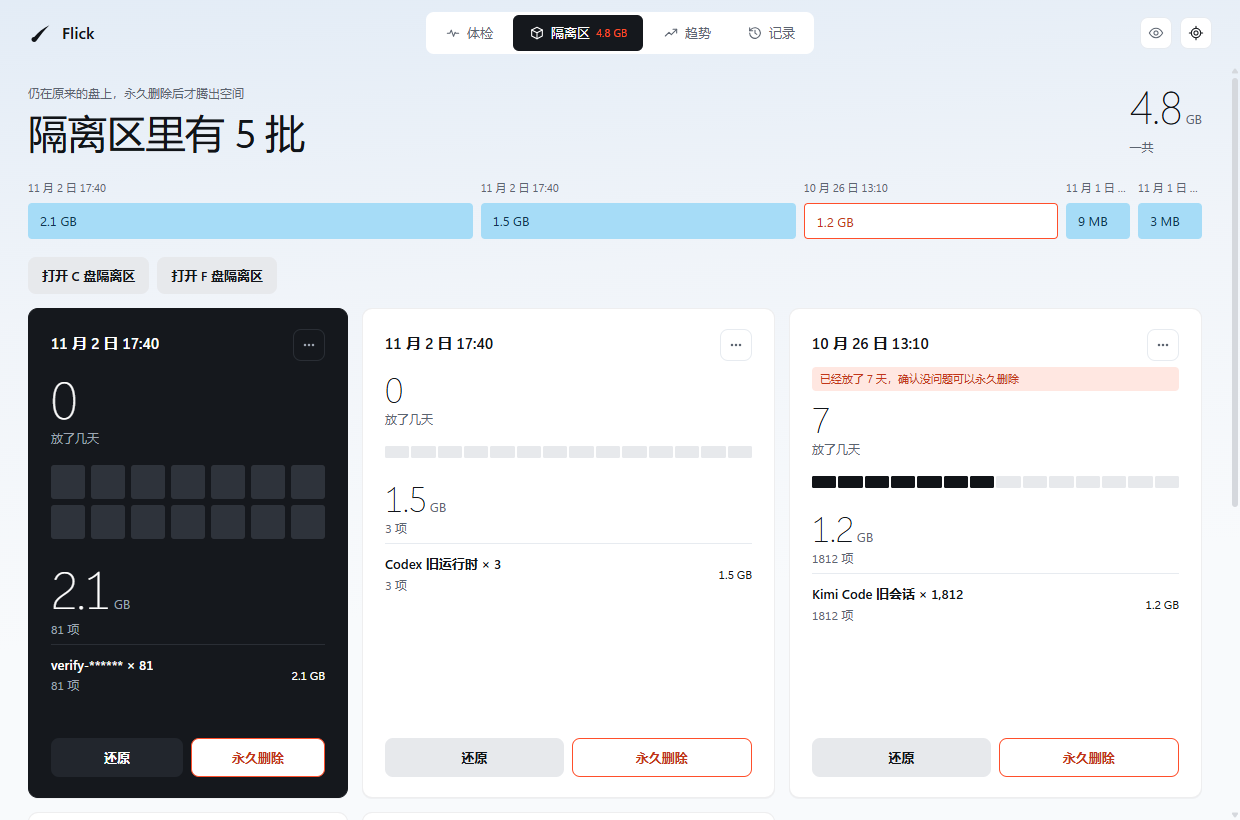 Flick
体检
隔离区 4.8 GB
趋势
记录
仍在原来的盘上，永久删除后才腾出空间
隔离区里有 5 批
4.8 GB
一共
11 月 2 日 17:40
11 月 2 日 17:40
10 月 26 日 13:10
11 月 1 日 ...
11 月 1 日 ...
2.1 GB
1.5 GB
1.2 GB
9 MB
3 MB
打开 C 盘隔离区
打开 F 盘隔离区
11 月 2 日 17:40
...
0
放了几天
2.1 GB
81 项
verify-****** × 81
81 项
2.1 GB
还原
永久删除
11 月 2 日 17:40
...
0
放了几天
1.5 GB
3 项
Codex 旧运行时 × 3
3 项
1.5 GB
还原
永久删除
10 月 26 日 13:10
...
已经放了 7 天，确认没问题可以永久删除
7
放了几天
1.2 GB
1812 项
Kimi Code 旧会话 × 1,812
1812 项
1.2 GB
还原
永久删除